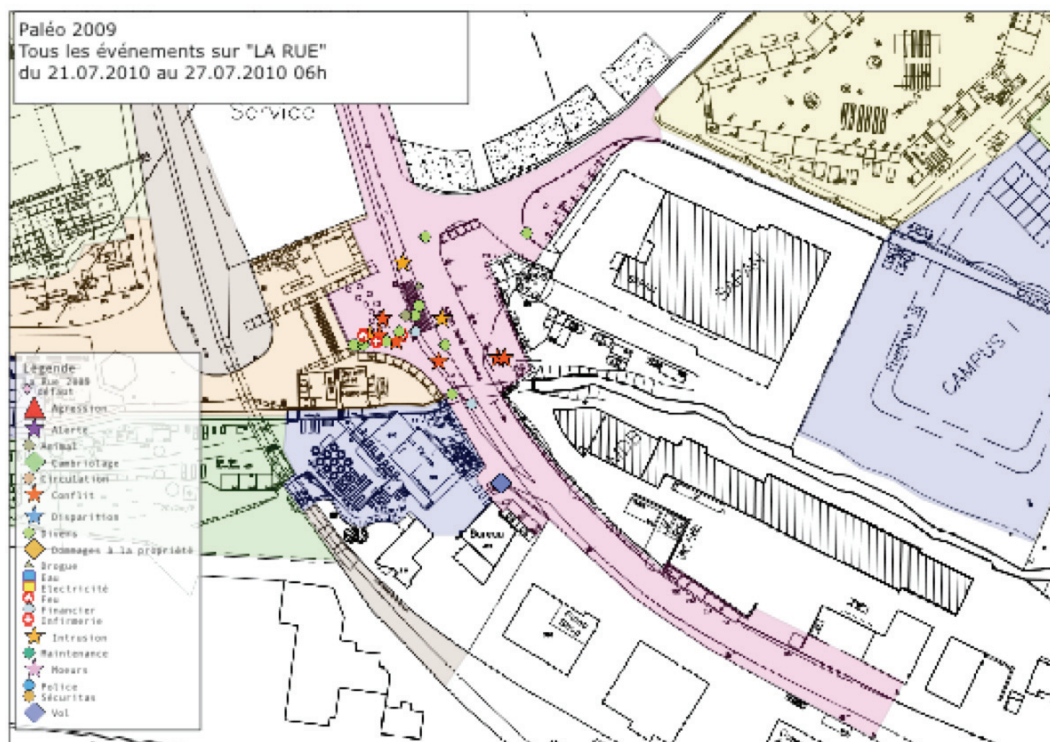 Paléo 2009
Tous les événements sur "LA RUE"
du 21.07.2010 au 27.07.2010 06h
Service
CAMPUS I
Bureau
Légende
La Rue 2009
défaut
Agression
Alerte
Animal
Cambriolage
Circulation
Conflit
Disparition
Divers
Dommages à la propriété
Drogue
Eau
Electricité
Feu
Financier
Infirmerie
Intrusion
Maintenance
Moeurs
Police
Sécuritas
Vol